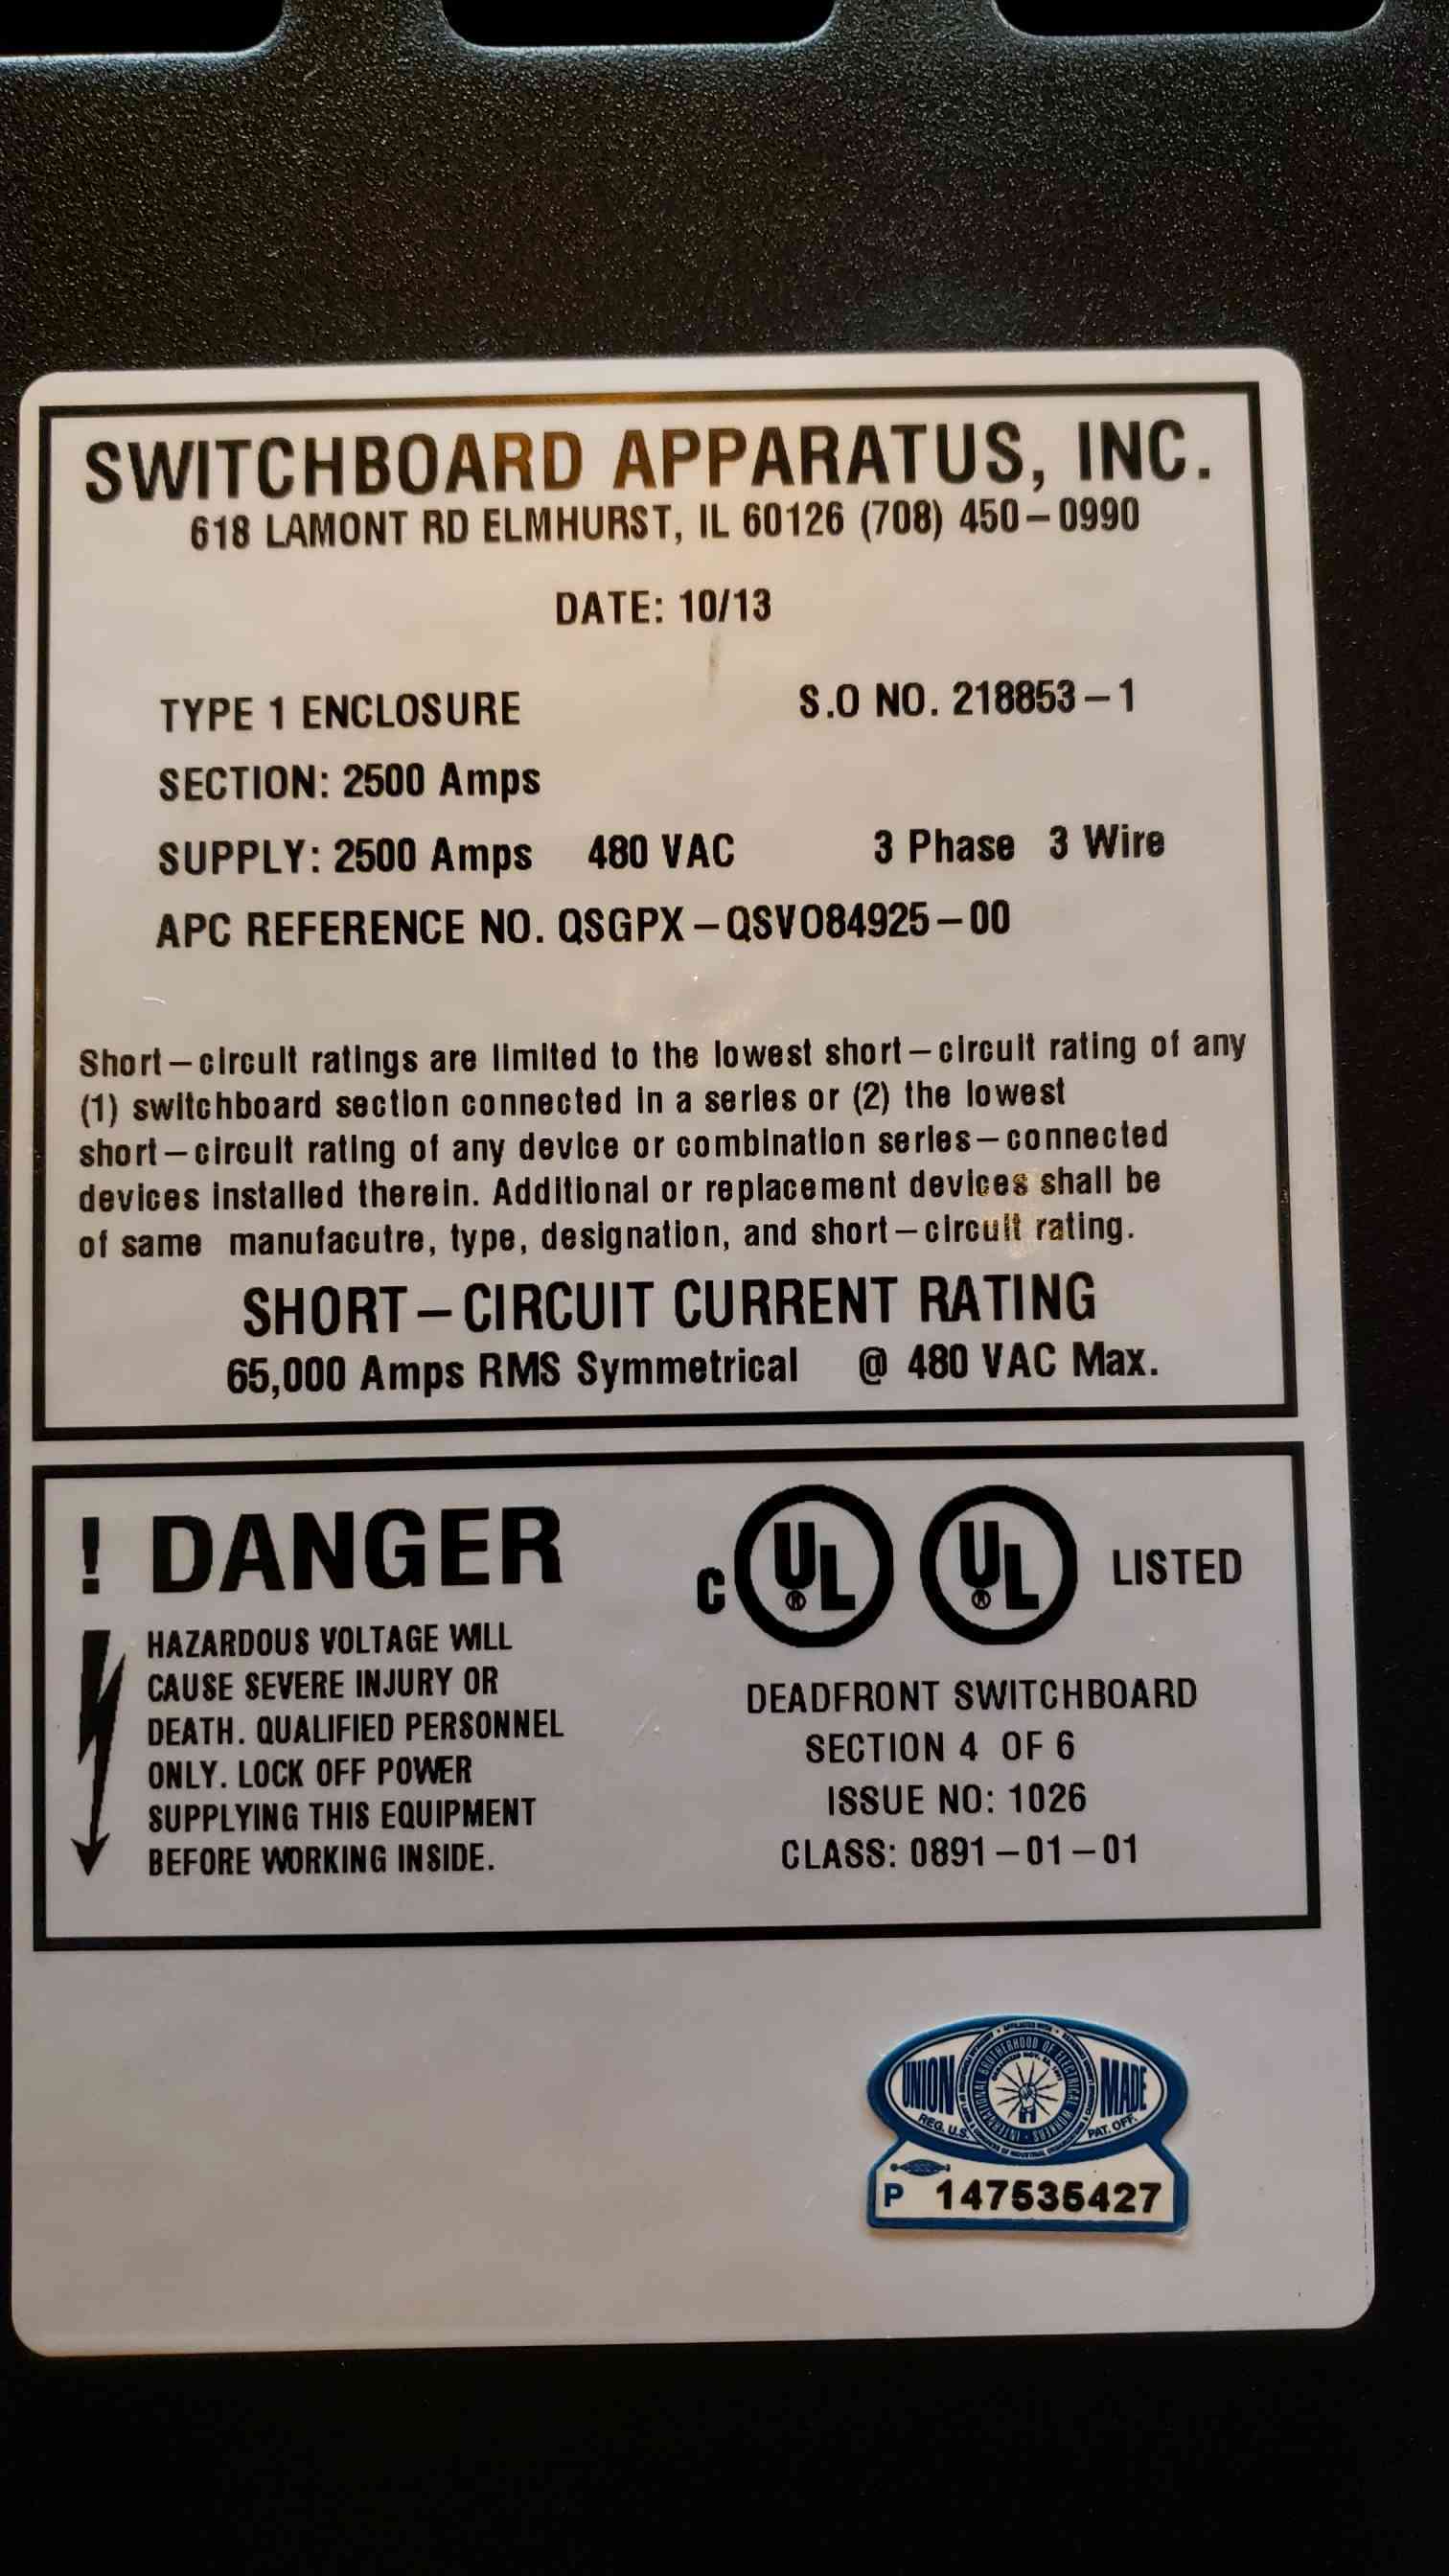 SWITCHBOARD APPARATUS, INC.
618 LAMONT RD ELMHURST, IL 60126 (708) 450-0990
DATE: 10/13
TYPE 1 ENCLOSURE S.O NO. 218853-1
SECTION: 2500 Amps
SUPPLY: 2500 Amps 480 VAC 3 Phase 3 Wire
APC REFERENCE NO. QSGPX-QSVO84925-00
Short-circuit ratings are limited to the lowest short-circuit rating of any
(1) switchboard section connected in a series or (2) the lowest
short-circuit rating of any device or combination series-connected
devices installed therein. Additional or replacement devices shall be
of same manufacutre, type, designation, and short-circuit rating.
SHORT-CIRCUIT CURRENT RATING
65,000 Amps RMS Symmetrical @ 480 VAC Max.
! DANGER
HAZARDOUS VOLTAGE WILL
CAUSE SEVERE INJURY OR
DEATH. QUALIFIED PERSONNEL
ONLY. LOCK OFF POWER
SUPPLYING THIS EQUIPMENT
BEFORE WORKING INSIDE.
C UL® UL® LISTED
DEADFRONT SWITCHBOARD
SECTION 4 OF 6
ISSUE NO: 1026
CLASS: 0891-01-01
UNION MADE
REG. U.S. PAT. OFF.
INTERNATIONAL BROTHERHOOD OF ELECTRICAL WORKERS
P 147535427